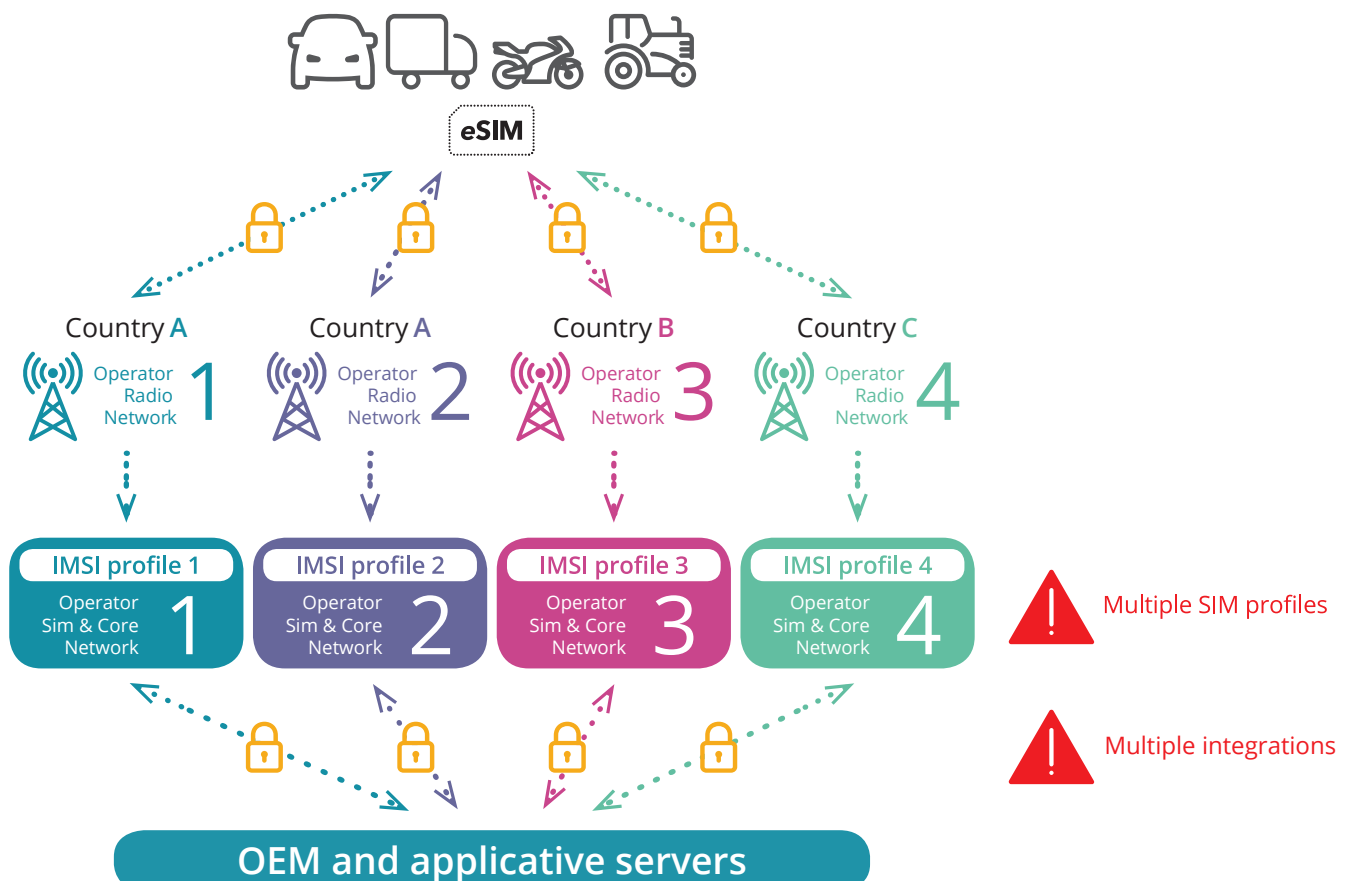 eSIM
Country A
Country A
Country B
Country C
Operator
Radio
Network
1
Operator
Radio
Network
2
Operator
Radio
Network
3
Operator
Radio
Network
4
IMSI profile 1
Operator
Sim & Core
Network
1
IMSI profile 2
Operator
Sim & Core
Network
2
IMSI profile 3
Operator
Sim & Core
Network
3
IMSI profile 4
Operator
Sim & Core
Network
4
Multiple SIM profiles
Multiple integrations
OEM and applicative servers